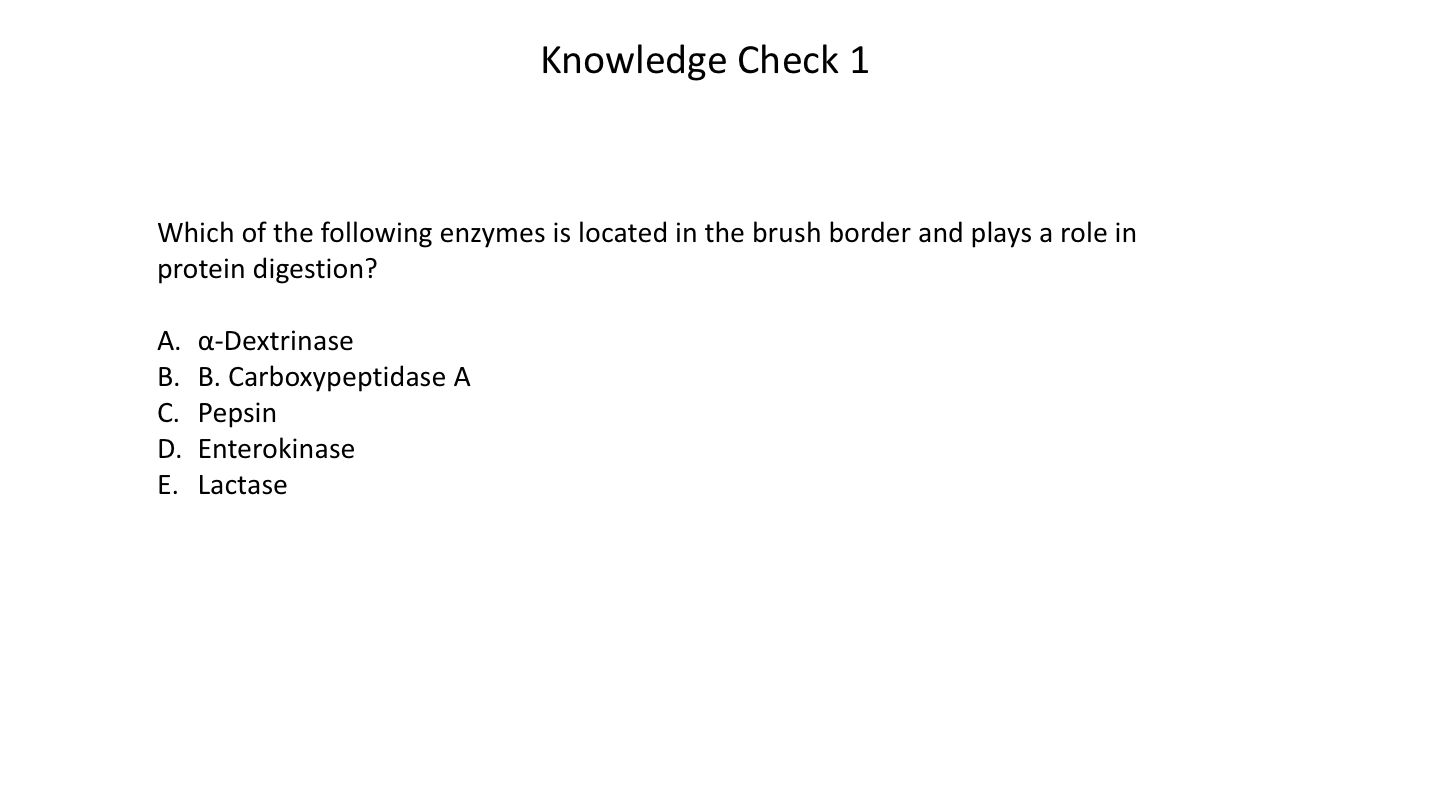 Knowledge Check 1
Which of the following enzymes is located in the brush border and plays a role in
protein digestion?
A. α-Dextrinase
B. B. Carboxypeptidase A
C. Pepsin
D. Enterokinase
E. Lactase